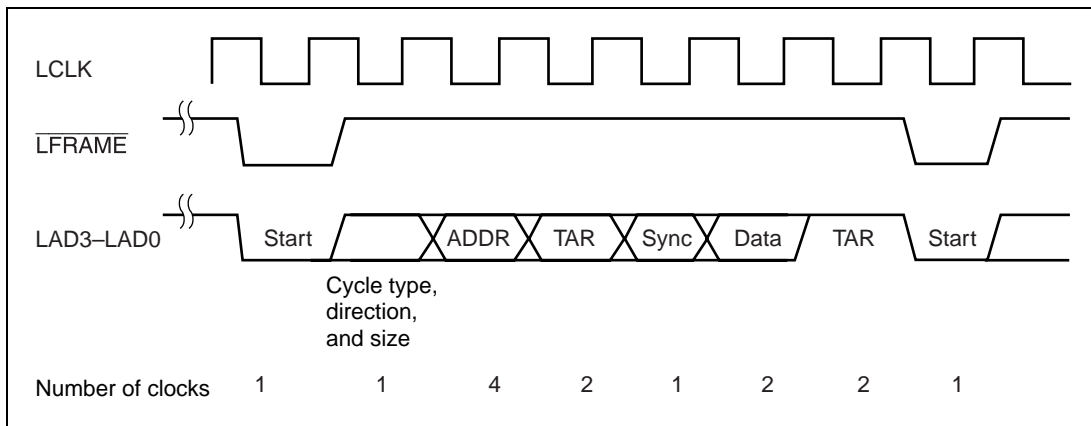 LCLK
LFRAME
LAD3–LAD0
Start
ADDR
TAR
Sync
Data
TAR
Start
Cycle type,
direction,
and size
Number of clocks 1 1 4 2 1 2 2 1